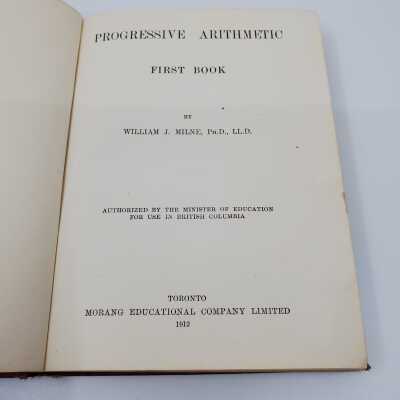 PROGRESSIVE ARITHMETIC
FIRST BOOK
BY
WILLIAM J. MILNE, PH.D., LL.D.
AUTHORIZED BY THE MINISTER OF EDUCATION
FOR USE IN BRITISH COLUMBIA
TORONTO
MORANG EDUCATIONAL COMPANY LIMITED
1912